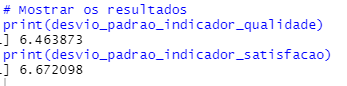 # Mostrar os resultados
print(desvio_padrao_indicador_qualidade)
] 6.463873
print(desvio_padrao_indicador_satisfacao)
] 6.672098